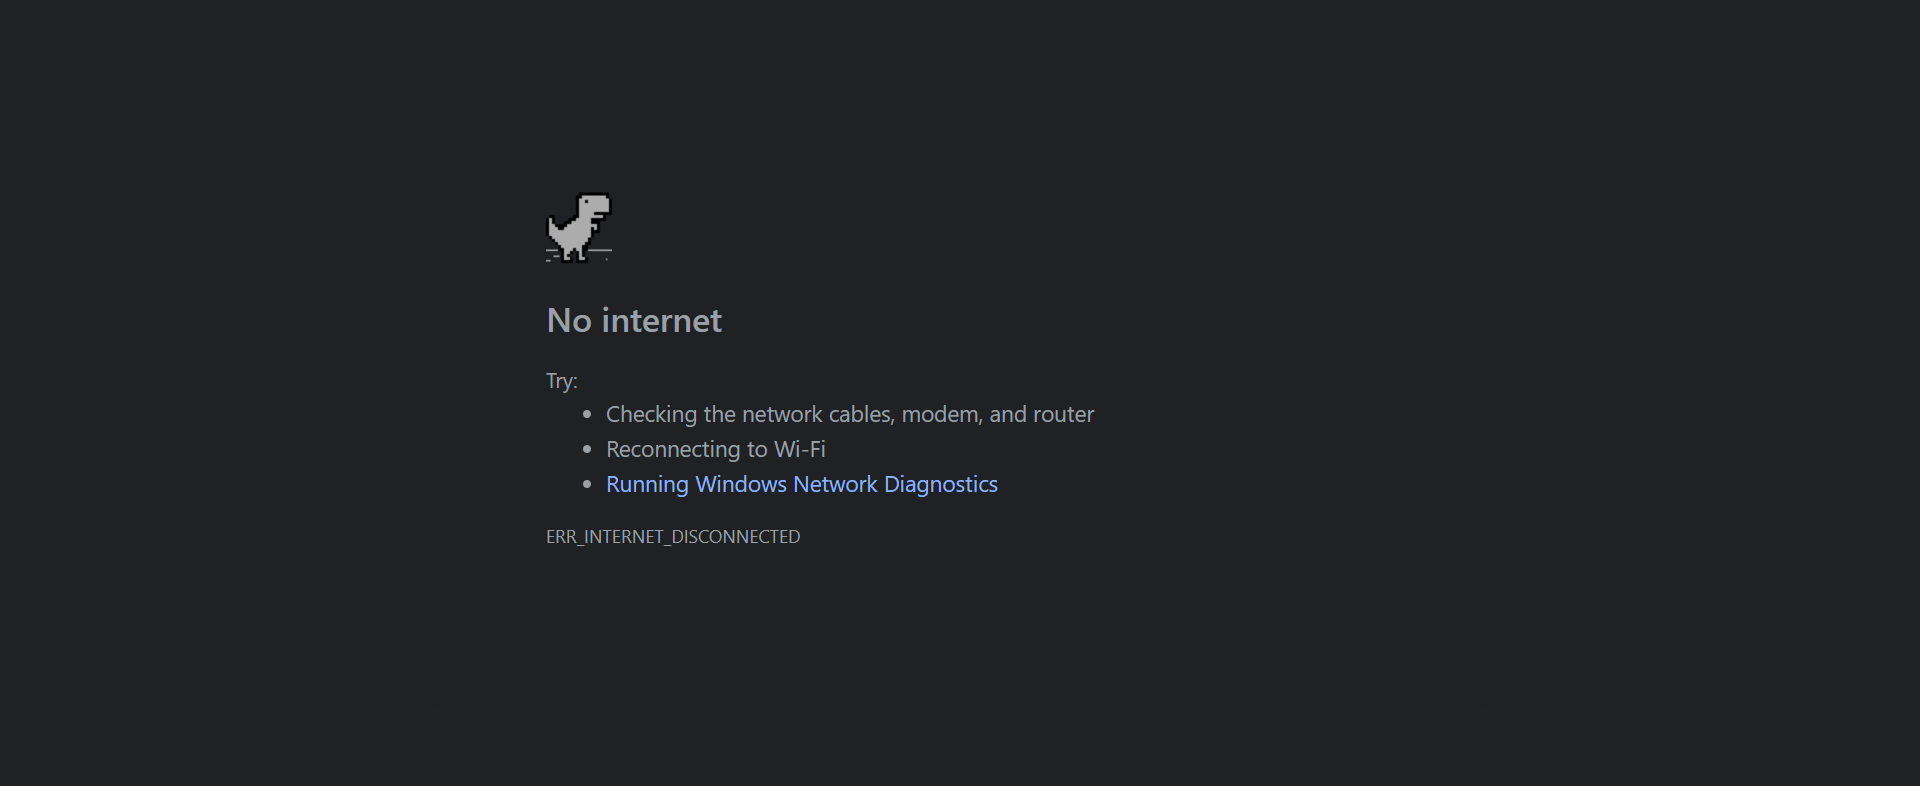 No internet
Try:
• Checking the network cables, modem, and router
• Reconnecting to Wi-Fi
• Running Windows Network Diagnostics
ERR_INTERNET_DISCONNECTED